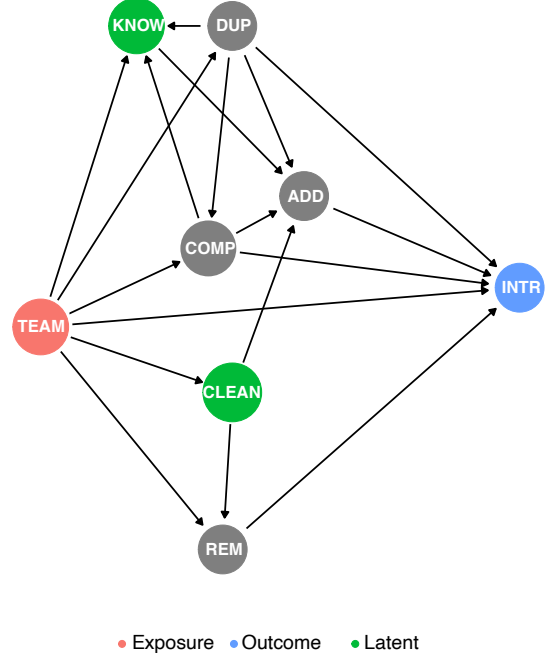 KNOW DUP
ADD
COMP
INTR
TEAM
CLEAN
REM
Exposure Outcome Latent